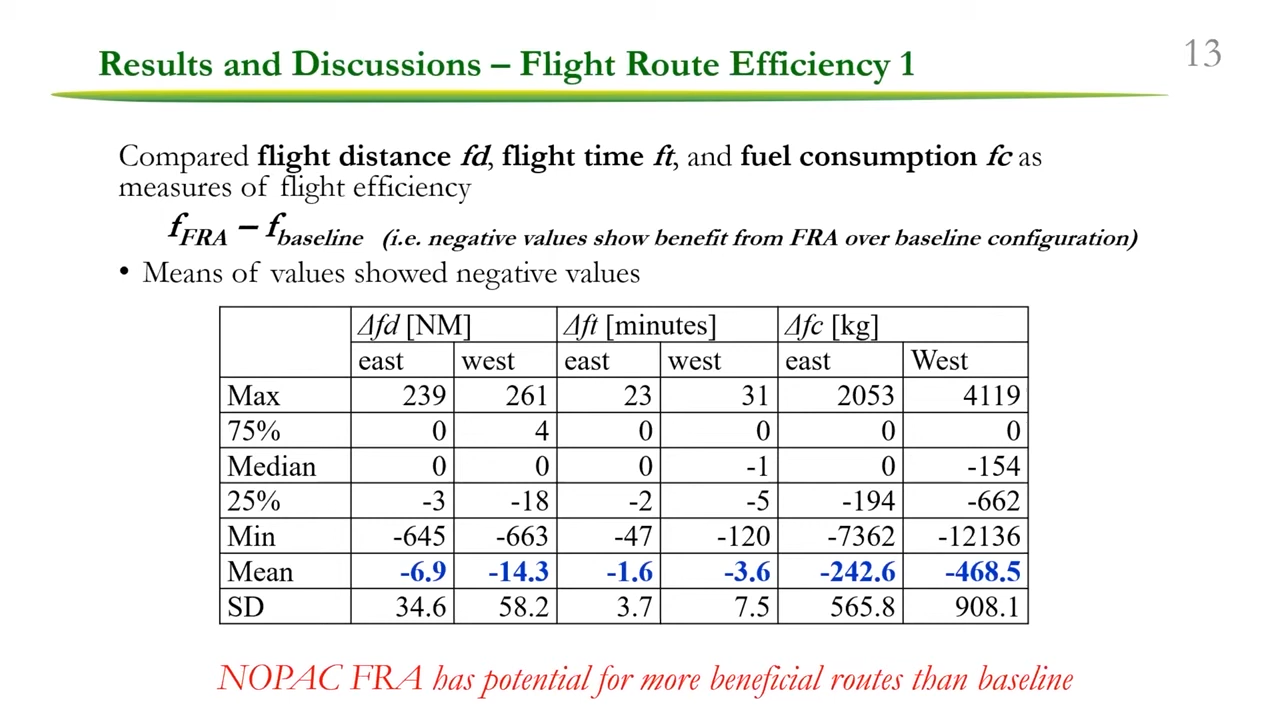 Results and Discussions – Flight Route Efficiency 1
13
Compared flight distance fd, flight time ft, and fuel consumption fc as
measures of flight efficiency
fFRA – fbaseline (i.e. negative values show benefit from FRA over baseline configuration)
• Means of values showed negative values
Δfd [NM] Δft [minutes] Δfc [kg]
east west east west east West
Max 239 261 23 31 2053 4119
75% 0 4 0 0 0 0
Median 0 0 0 -1 0 -154
25% -3 -18 -2 -5 -194 -662
Min -645 -663 -47 -120 -7362 -12136
Mean -6.9 -14.3 -1.6 -3.6 -242.6 -468.5
SD 34.6 58.2 3.7 7.5 565.8 908.1
NOPAC FRA has potential for more beneficial routes than baseline